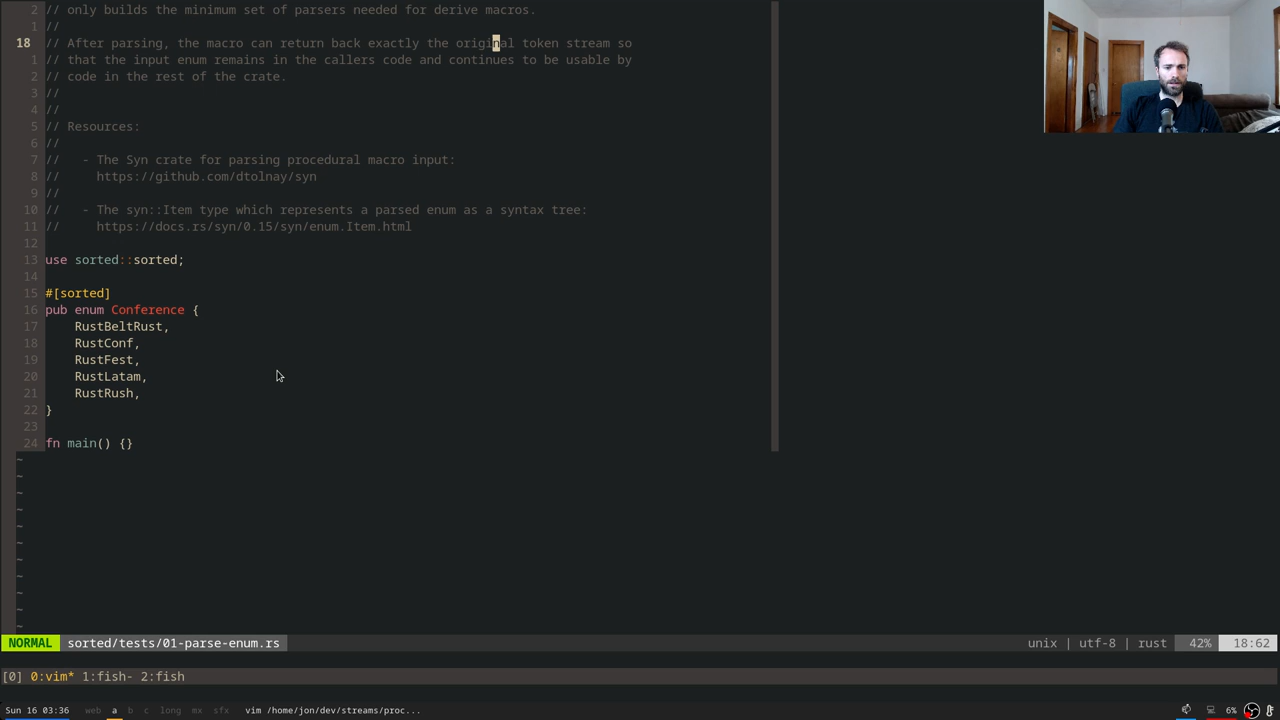 2 // only builds the minimum set of parsers needed for derive macros.
1 //
18 // After parsing, the macro can return back exactly the original token stream so
1 // that the input enum remains in the callers code and continues to be usable by
2 // code in the rest of the crate.
3 //
4 //
5 // Resources:
6 //
7 //   - The Syn crate for parsing procedural macro input:
8 //     https://github.com/dtolnay/syn
9 //
10 //   - The syn::Item type which represents a parsed enum as a syntax tree:
11 //     https://docs.rs/syn/0.15/syn/enum.Item.html
12
13 use sorted::sorted;
14
15 #[sorted]
16 pub enum Conference {
17     RustBeltRust,
18     RustConf,
19     RustFest,
20     RustLatam,
21     RustRush,
22 }
23
24 fn main() {}
~
~
~
~
~
~
~
~
~
~
~
NORMAL sorted/tests/01-parse-enum.rs unix | utf-8 | rust 42% 18:62
[0] 0:vim* 1:fish- 2:fish
Sun 16 03:36 web a b c long mx sfx vim /home/jon/dev/streams/proc... 6%